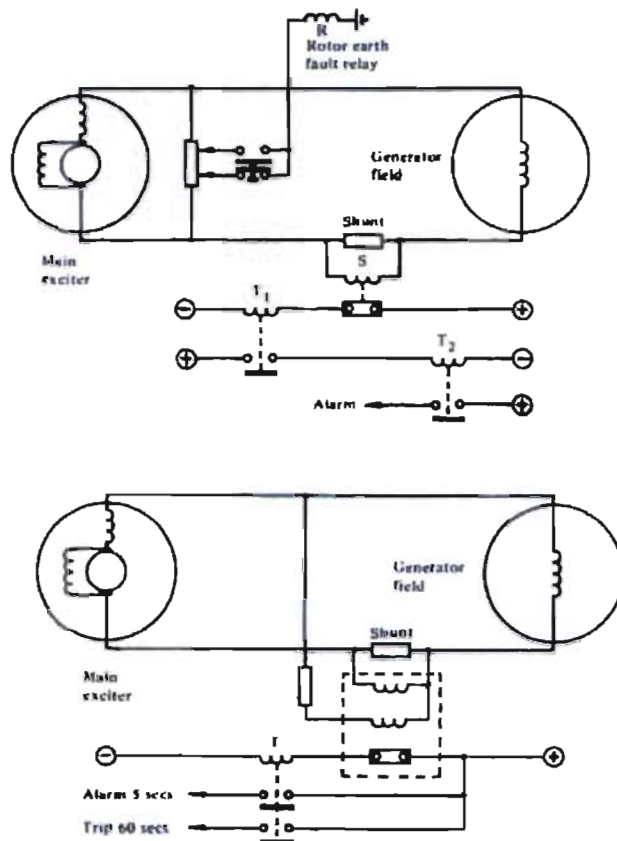 R
Rotor earth
fault relay
Generator
field
Shunt
S
Main
exciter
T1
T2
Alarm
Generator
field
Shunt
Main
exciter
Alarm 5 secs
Trip 60 secs